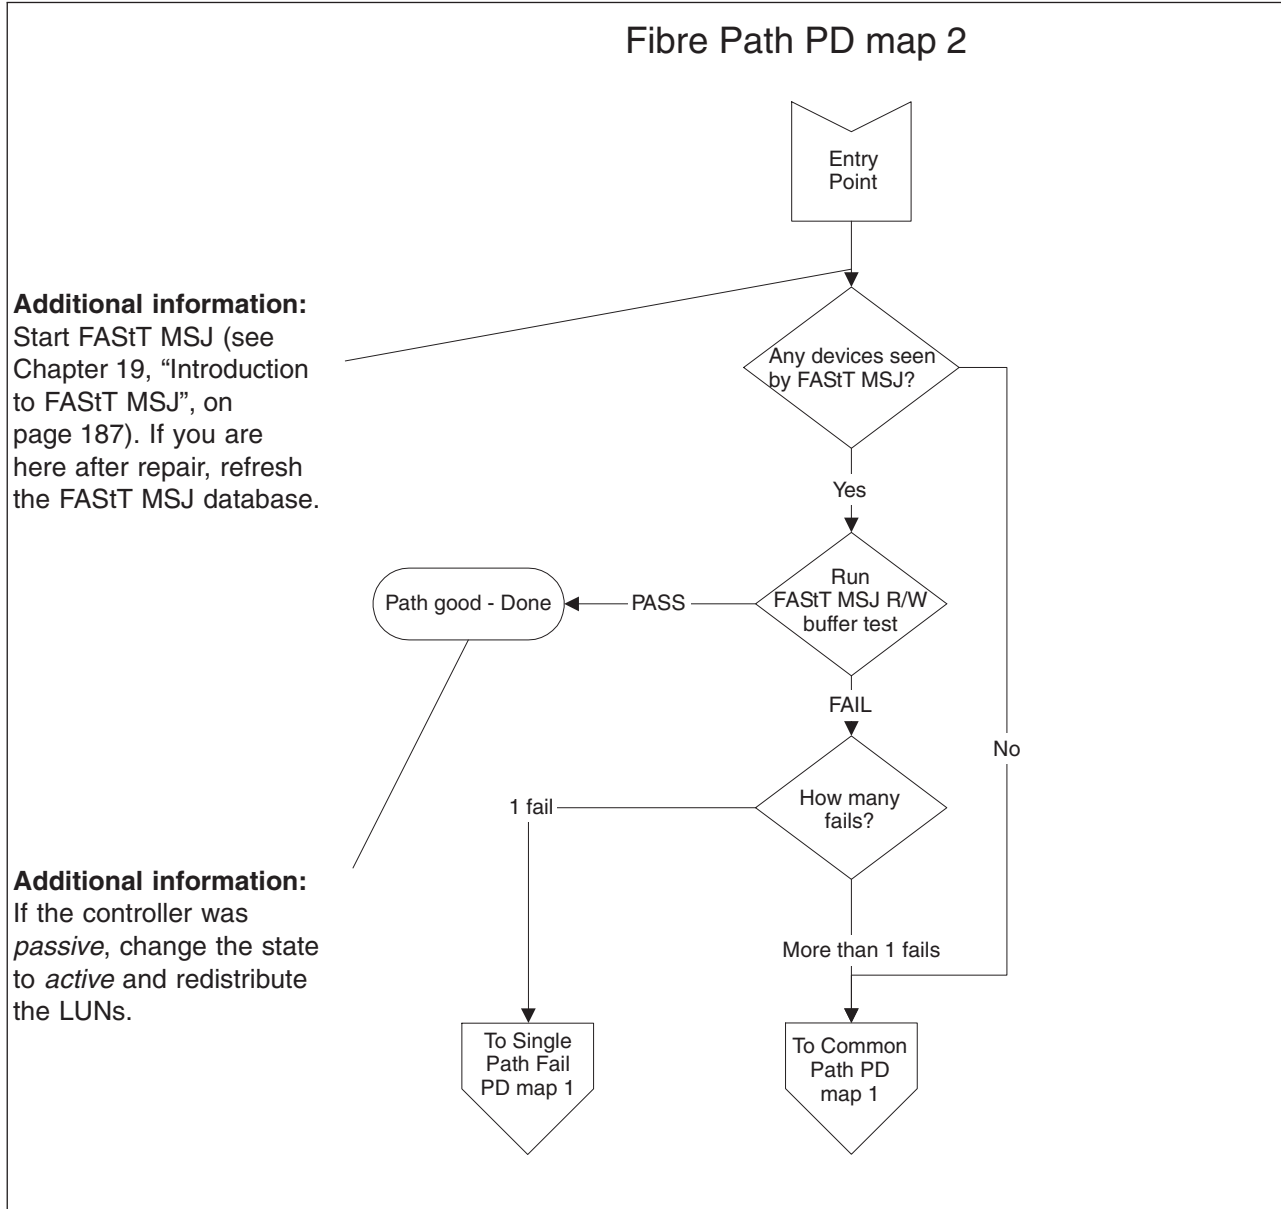 Fibre Path PD map 2
Entry
Point
Additional information:
Start FAStT MSJ (see
Chapter 19, “Introduction
to FAStT MSJ”, on
page 187). If you are
here after repair, refresh
the FAStT MSJ database.
Any devices seen
by FAStT MSJ?
Yes
Run
FAStT MSJ R/W
buffer test
PASS
Path good - Done
FAIL
No
How many
fails?
1 fail
Additional information:
If the controller was
passive, change the state
to active and redistribute
the LUNs.
More than 1 fails
To Single
Path Fail
PD map 1
To Common
Path PD
map 1